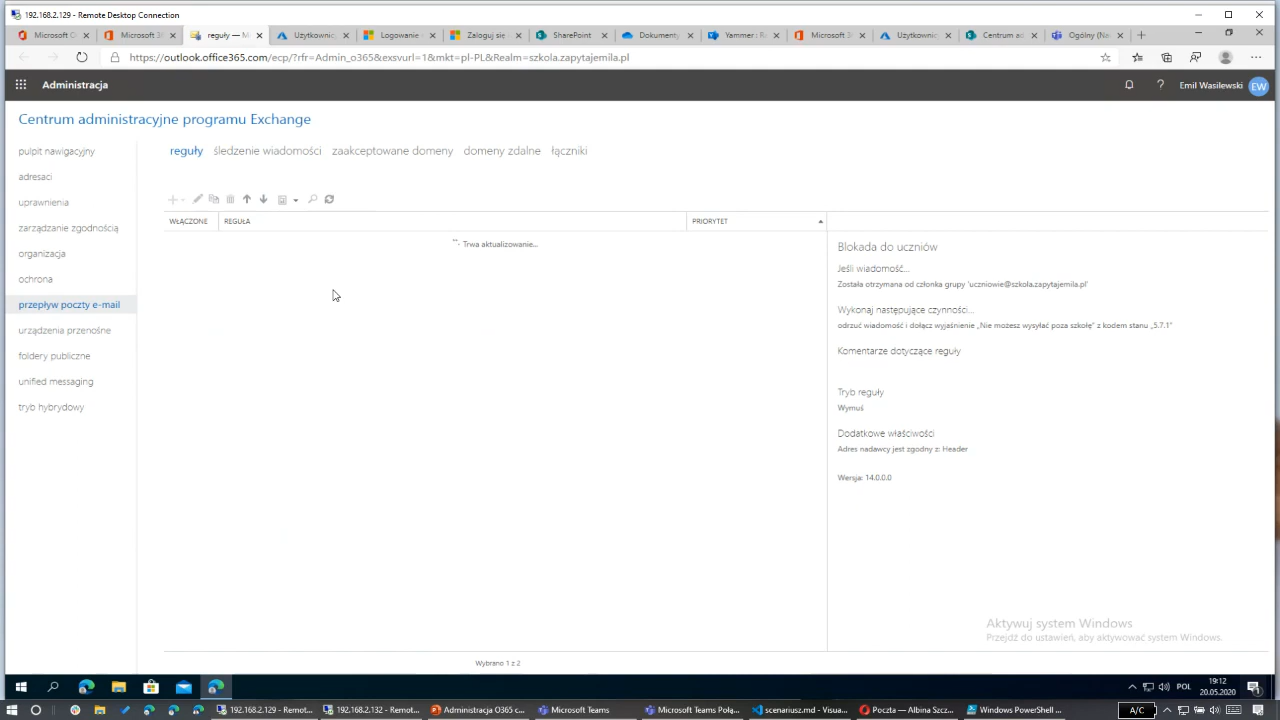 192.168.2.129 - Remote Desktop Connection
Microsoft O
Microsoft 3
reguły — M
Użytkownic
Logowanie
Zaloguj się
SharePoint
Dokumenty
Yammer : R
Microsoft 3
Użytkownic
Centrum ad
Ogólny (Na
https://outlook.office365.com/ecp/?rfr=Admin_o365&exsvurl=1&mkt=pl-PL&Realm=szkola.zapytajemila.pl
Administracja
Emil Wasilewski
EW
Centrum administracyjne programu Exchange
pulpit nawigacyjny
adresaci
uprawnienia
zarządzanie zgodnością
organizacja
ochrona
przepływ poczty e-mail
urządzenia przenośne
foldery publiczne
unified messaging
tryb hybrydowy
reguły śledzenie wiadomości zaakceptowane domeny domeny zdalne łączniki
WŁĄCZONE REGUŁA PRIORYTET
Trwa aktualizowanie...
Blokada do uczniów
Jeśli wiadomość...
Została otrzymana od członka grupy 'uczniowie@szkola.zapytajemila.pl'
Wykonaj następujące czynności...
odrzuć wiadomość i dołącz wyjaśnienie „Nie możesz wysyłać poza szkołę” z kodem stanu „5.7.1”
Komentarze dotyczące reguły
Tryb reguły
Wymuś
Dodatkowe właściwości
Adres nadawcy jest zgodny z: Header
Wersja: 14.0.0.0
Aktywuj system Windows
Przejdź do ustawień, aby aktywować system Windows.
Wybrano 1 z 2
POL
19:12
20.05.2020
192.168.2.129 - Remot...
192.168.2.132 - Remot...
Administracja O365 c...
Microsoft Teams
Microsoft Teams Połą...
scenariusz.md - Visua...
Poczta — Albina Szcz...
Windows PowerShell ...
A/C